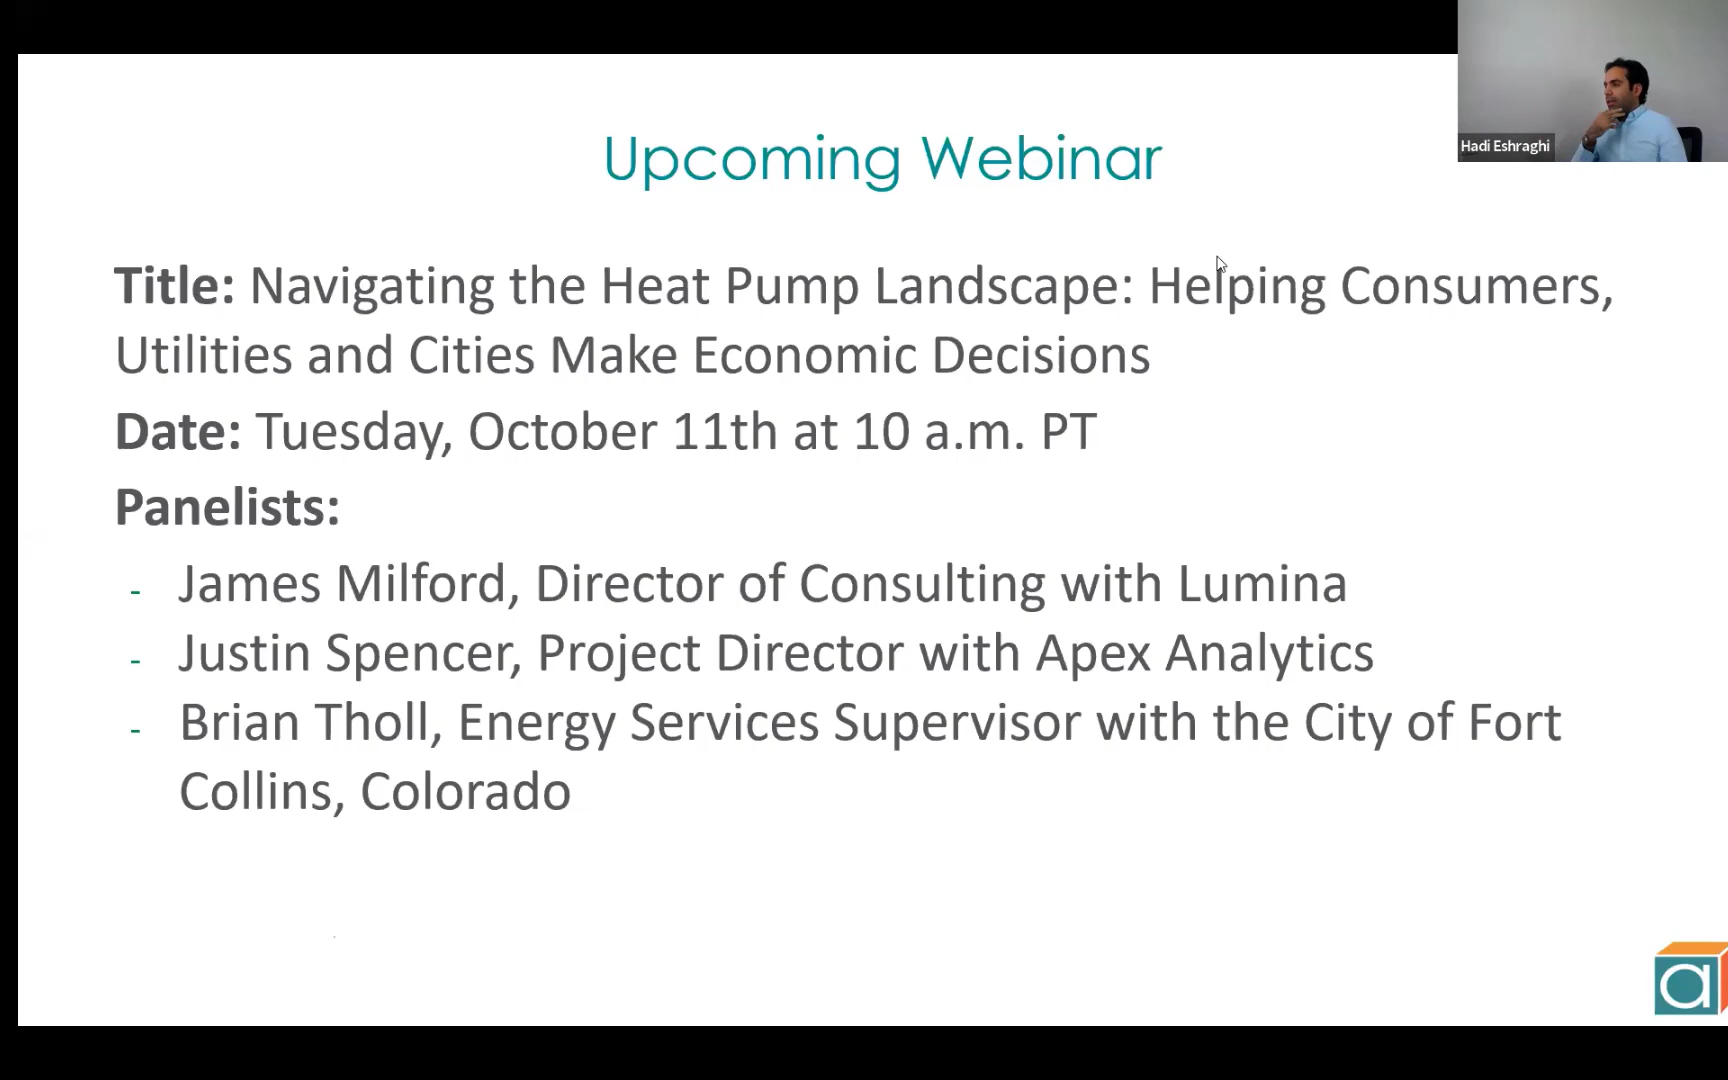 Upcoming Webinar
Hadi Eshraghi
Title: Navigating the Heat Pump Landscape: Helping Consumers,
Utilities and Cities Make Economic Decisions
Date: Tuesday, October 11th at 10 a.m. PT
Panelists:
- James Milford, Director of Consulting with Lumina
- Justin Spencer, Project Director with Apex Analytics
- Brian Tholl, Energy Services Supervisor with the City of Fort
Collins, Colorado
a